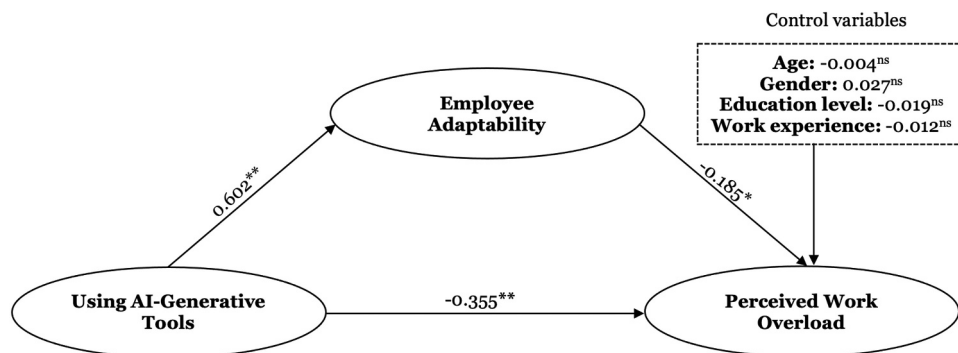 Control variables
Age: -0.004ns
Gender: 0.027ns
Education level: -0.019ns
Work experience: -0.012ns
Employee
Adaptability
0.602**
-0.185*
Using AI-Generative
Tools
-0.355**
Perceived Work
Overload